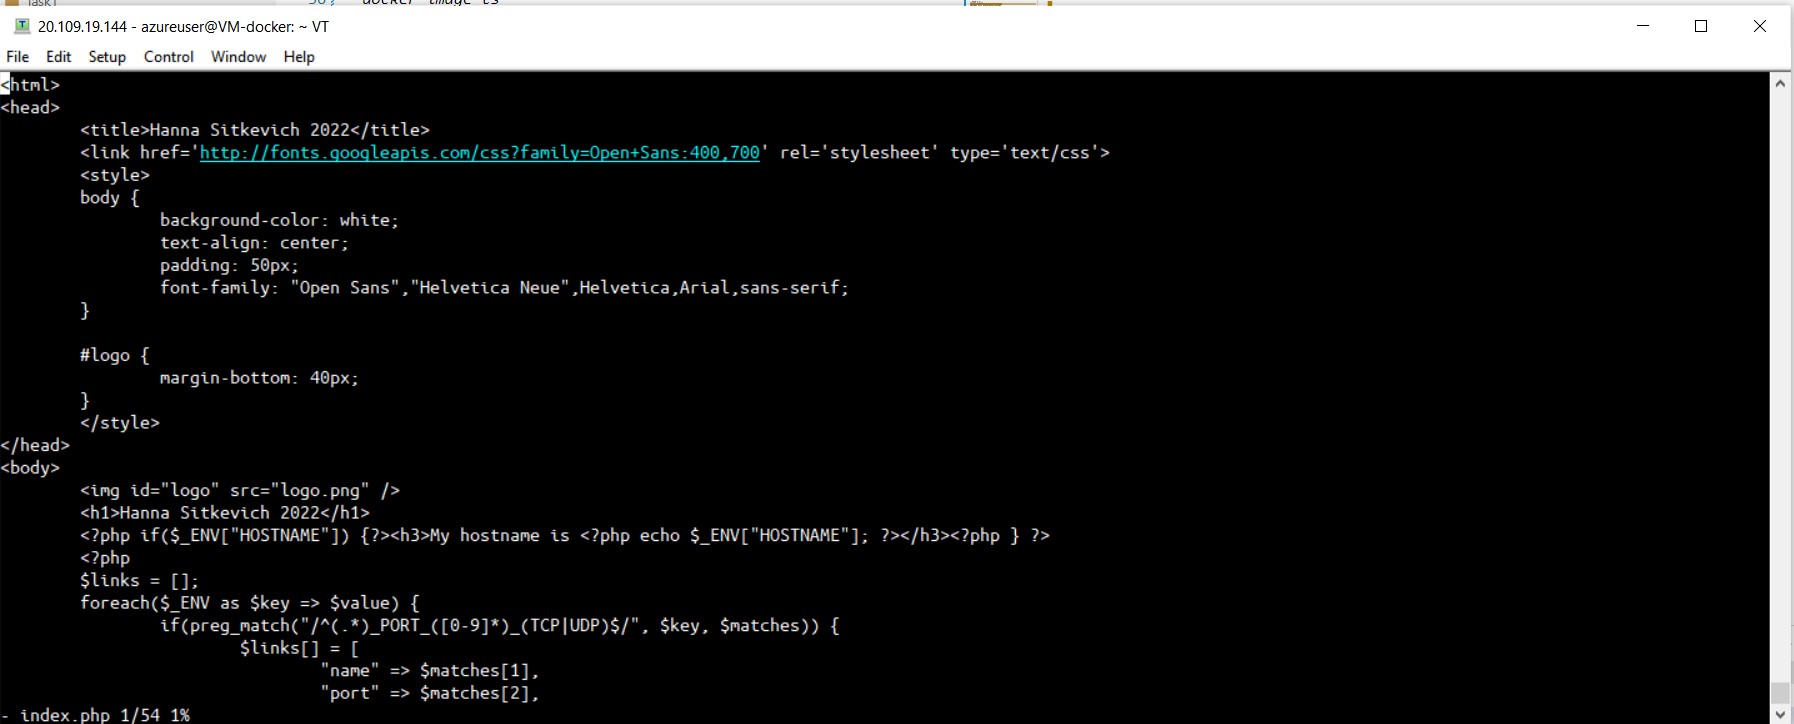 20.109.19.144 - azureuser@VM-docker: ~ VT
File Edit Setup Control Window Help
<html>
<head>
        <title>Hanna Sitkevich 2022</title>
        <link href='http://fonts.googleapis.com/css?family=Open+Sans:400,700' rel='stylesheet' type='text/css'>
        <style>
        body {
                background-color: white;
                text-align: center;
                padding: 50px;
                font-family: "Open Sans","Helvetica Neue",Helvetica,Arial,sans-serif;
        }

        #logo {
                margin-bottom: 40px;
        }
        </style>
</head>
<body>
        <img id="logo" src="logo.png" />
        <h1>Hanna Sitkevich 2022</h1>
        <?php if($_ENV["HOSTNAME"]) {?><h3>My hostname is <?php echo $_ENV["HOSTNAME"]; ?></h3><?php } ?>
        <?php
        $links = [];
        foreach($_ENV as $key => $value) {
                if(preg_match("/^(.*)_PORT_([0-9]*)_(TCP|UDP)$/", $key, $matches)) {
                        $links[] = [
                                "name" => $matches[1],
                                "port" => $matches[2],
- index.php 1/54 1%